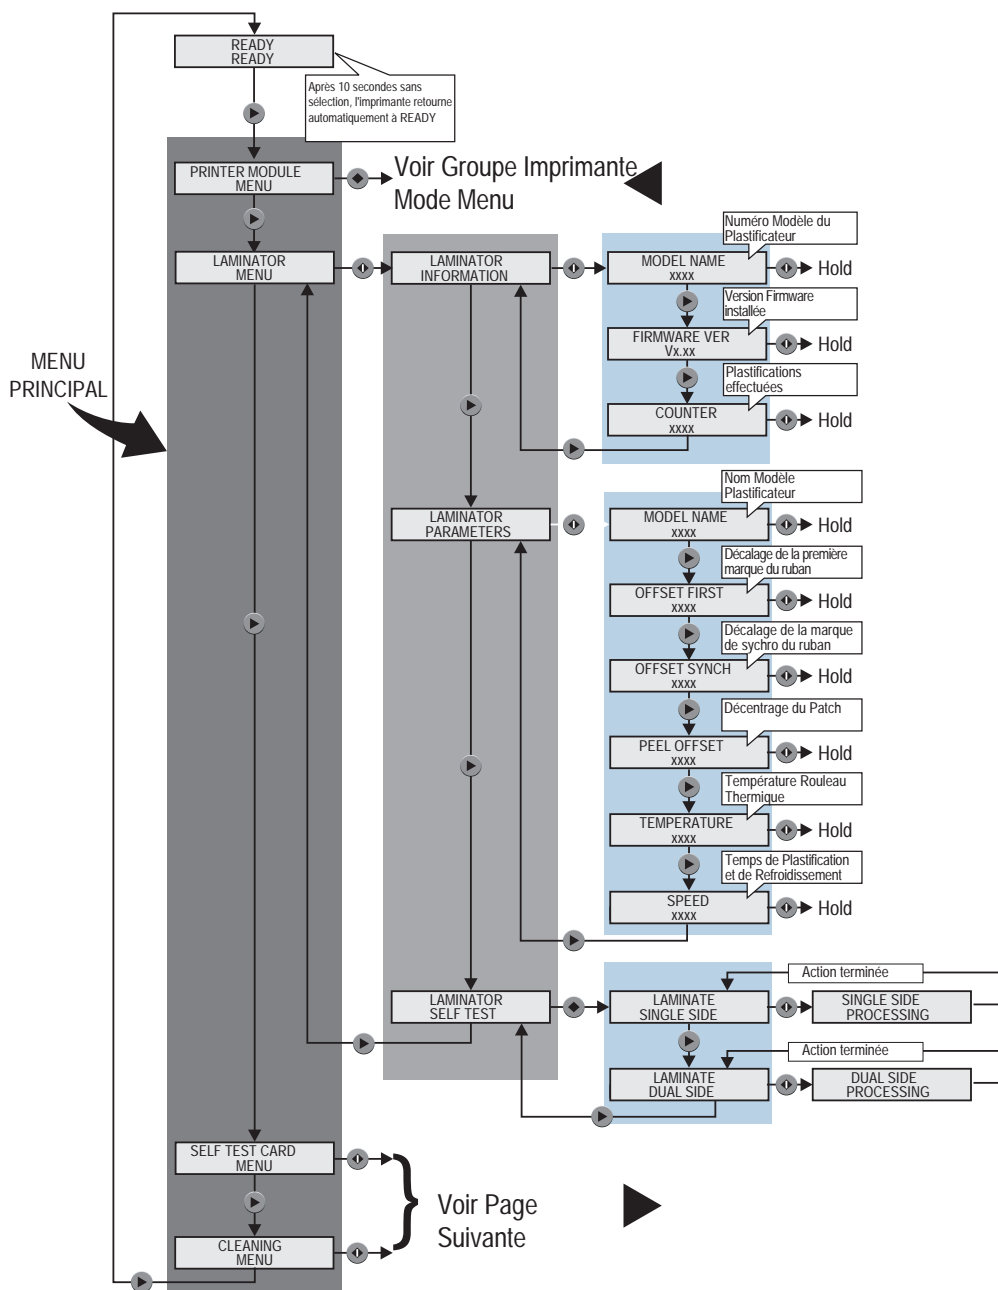 READY
READY
Après 10 secondes sans
sélection, l'imprimante retourne
automatiquement à READY
PRINTER MODULE
MENU
Voir Groupe Imprimante
Mode Menu
LAMINATOR
MENU
LAMINATOR
INFORMATION
Numéro Modèle du
Plastificateur
MODEL NAME
xxxx
Hold
Version Firmware
installée
FIRMWARE VER
Vx.xx
Hold
Plastifications
effectuées
COUNTER
xxxx
Hold
MENU
PRINCIPAL
LAMINATOR
PARAMETERS
Nom Modèle
Plastificateur
MODEL NAME
xxxx
Hold
Décalage de la première
marque du ruban
OFFSET FIRST
xxxx
Hold
Décalage de la marque
de sychro du ruban
OFFSET SYNCH
xxxx
Hold
Décentrage du Patch
PEEL OFFSET
xxxx
Hold
Température Rouleau
Thermique
TEMPERATURE
xxxx
Hold
Temps de Plastification
et de Refroidissement
SPEED
xxxx
Hold
LAMINATOR
SELF TEST
Action terminée
LAMINATE
SINGLE SIDE
SINGLE SIDE
PROCESSING
Action terminée
LAMINATE
DUAL SIDE
DUAL SIDE
PROCESSING
SELF TEST CARD
MENU
CLEANING
MENU
Voir Page
Suivante